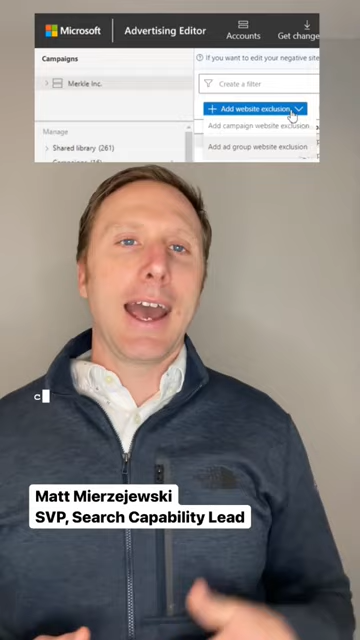 Microsoft
Advertising Editor
Accounts
Get change
Campaigns
If you want to edit your negative site
Merkle Inc.
Create a filter
Add website exclusion
Add campaign website exclusion
Manage
Shared library (261)
Add ad group website exclusion
c
Matt Mierzejewski
SVP, Search Capability Lead